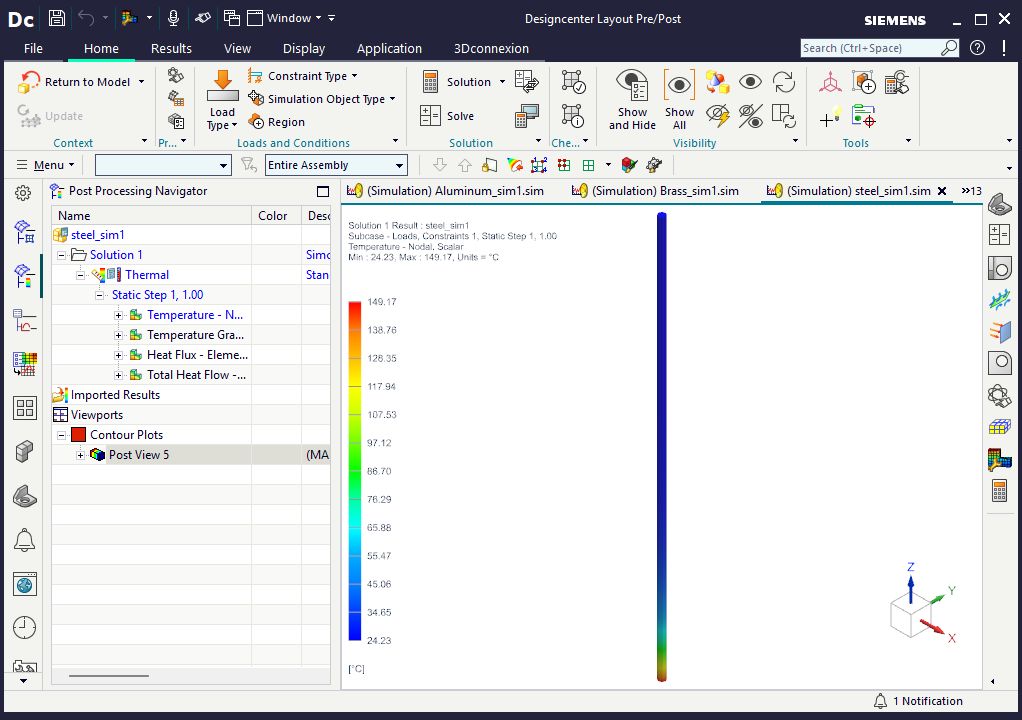 Dc Window Designcenter Layout Pre/Post SIEMENS
File Home Results View Display Application 3Dconnexion Search (Ctrl+Space)
Return to Model
Update
Context
Pr...
Load Type
Constraint Type
Simulation Object Type
Region
Loads and Conditions
Solution
Solve
Solution
Che...
Show and Hide
Show All
Visibility
Tools
Menu Entire Assembly
Post Processing Navigator
(Simulation) Aluminum_sim1.sim (Simulation) Brass_sim1.sim (Simulation) steel_sim1.sim 13
Name Color Desc
steel_sim1
Solution 1 Simc
Thermal Stan
Static Step 1, 1.00
Temperature - N...
Temperature Gra...
Heat Flux - Eleme...
Total Heat Flow -...
Imported Results
Viewports
Contour Plots
Post View 5 (MA
Solution 1 Result : steel_sim1
Subcase - Loads, Constraints 1, Static Step 1, 1.00
Temperature - Nodal, Scalar
Min : 24.23, Max : 149.17, Units = °C
149.17
138.76
128.35
117.94
107.53
97.12
86.70
76.29
65.88
55.47
45.06
34.65
24.23
[°C]
Z
Y
X
1 Notification